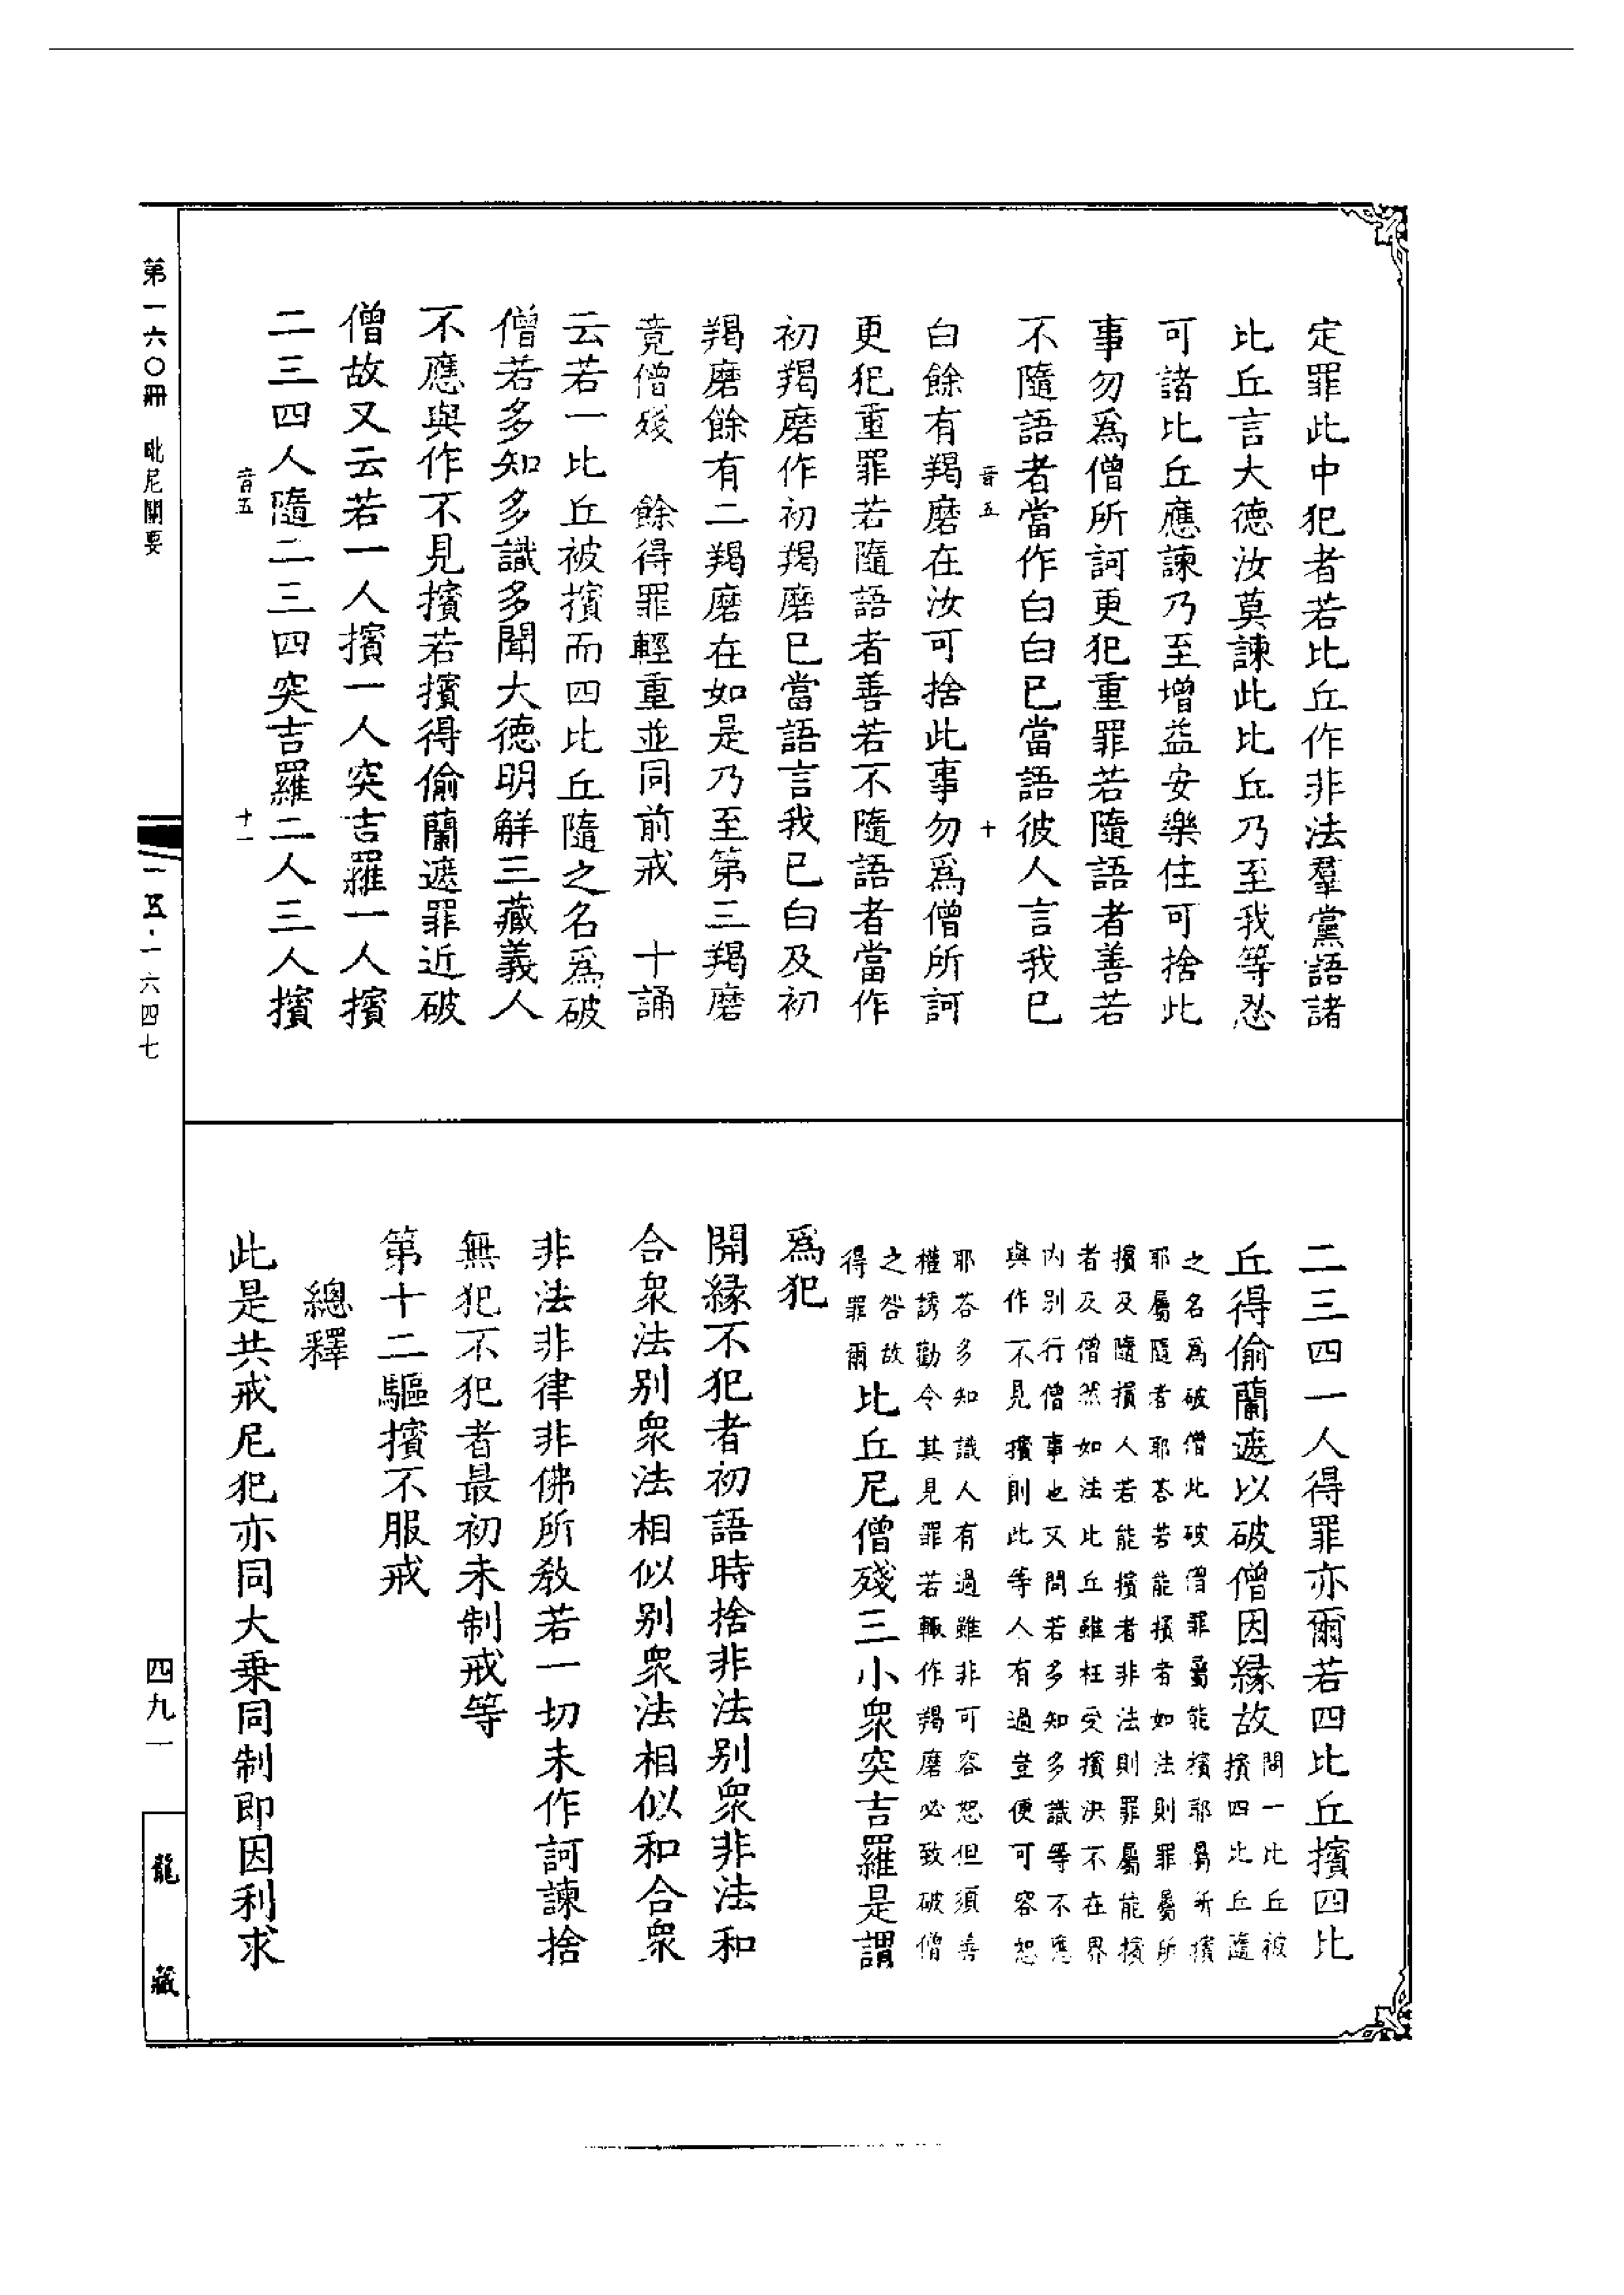 定罪此中犯者若比丘作非法羣黨語諸
比丘言大德汝莫諫此比丘乃至我等忍
可諸比丘應諫乃至增益安樂住可捨此
事勿爲僧所訶更犯重罪若隨語者善若
不隨語者當作白白已當語彼人言我已
音五 十
白餘有羯磨在汝可捨此事勿爲僧所訶
更犯重罪若隨語者善若不隨語者當作
初羯磨作初羯磨已當語言我已白及初
羯磨餘有二羯磨在如是乃至第三羯磨
竟僧殘 餘得罪輕重並同前戒 十誦
云若一比丘被擯而四比丘隨之名爲破
僧若多知多識多聞大德明解三藏義人
不應與作不見擯若擯得偷蘭遮罪近破
僧故又云若一人擯一人突吉羅一人擯
二三四人隨二三四突吉羅二人三人擯
音五 十一
二三四一人得罪亦爾若四比丘擯四比
丘得偷蘭遮以破僧因緣故
問一比丘被
擯四比丘隨
之名爲破僧此破僧罪屬能擯耶屬所擯
耶屬隨者耶答若能擯者如法則罪屬所
擯及隨擯人若能擯者非法則罪屬能擯
者及僧然如法比丘雖枉受擯決不在界
內別行僧事也又問若多知多識等不應
與作不見擯則此等人有過豈便可容恕
耶答多知識人有過雖非可容恕但須善
權誘勸令其見罪若輒作羯磨必致破僧
之咎故
得罪爾
比丘尼僧殘三小眾突吉羅是謂
爲犯
開緣不犯者初語時捨非法別眾非法和
合眾法別眾法相似別眾法相似和合眾
非法非律非佛所教若一切未作訶諫捨
無犯不犯者最初未制戒等
第十二驅擯不服戒
總釋
此是共戒尼犯亦同大乗同制即因利求
第一六〇冊 毗尼關要
一五·一六四七
四九一
龍藏